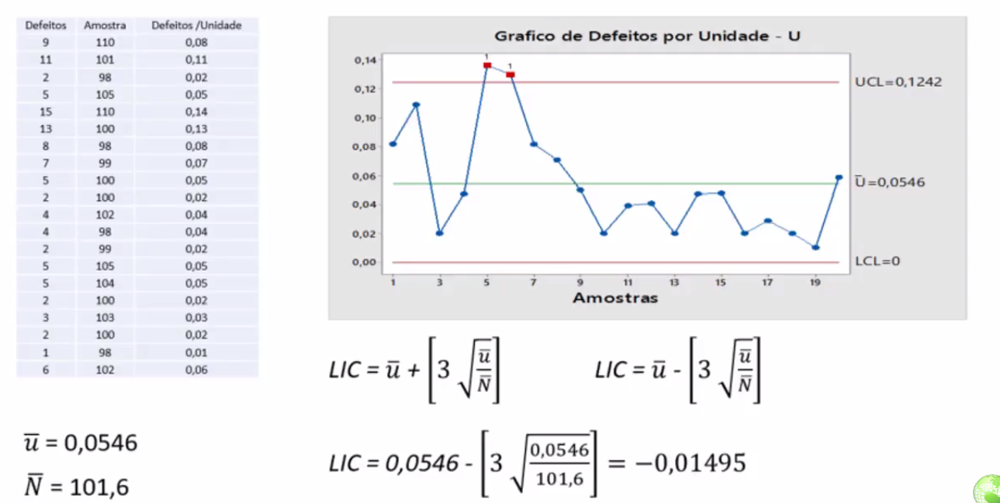 Defeitos Amostra Defeitos /Unidade
9 110 0,08
11 101 0,11
2 98 0,02
5 105 0,05
15 110 0,14
13 100 0,13
8 98 0,08
7 99 0,07
5 100 0,05
2 100 0,02
4 102 0,04
4 98 0,04
2 99 0,02
5 105 0,05
5 104 0,05
2 100 0,02
3 103 0,03
2 100 0,02
1 98 0,01
6 102 0,06
u̅ = 0,0546
N̅ = 101,6
Grafico de Defeitos por Unidade - U
0,14
0,12
0,10
0,08
0,06
0,04
0,02
0,00
1
1
UCL=0,1242
U̅=0,0546
LCL=0
1 3 5 7 9 11 13 15 17 19
Amostras
LIC = u̅ + [3 √(u̅/N̅)]
LIC = u̅ - [3 √(u̅/N̅)]
LIC = 0,0546 - [3 √(0,0546/101,6)] = −0,01495